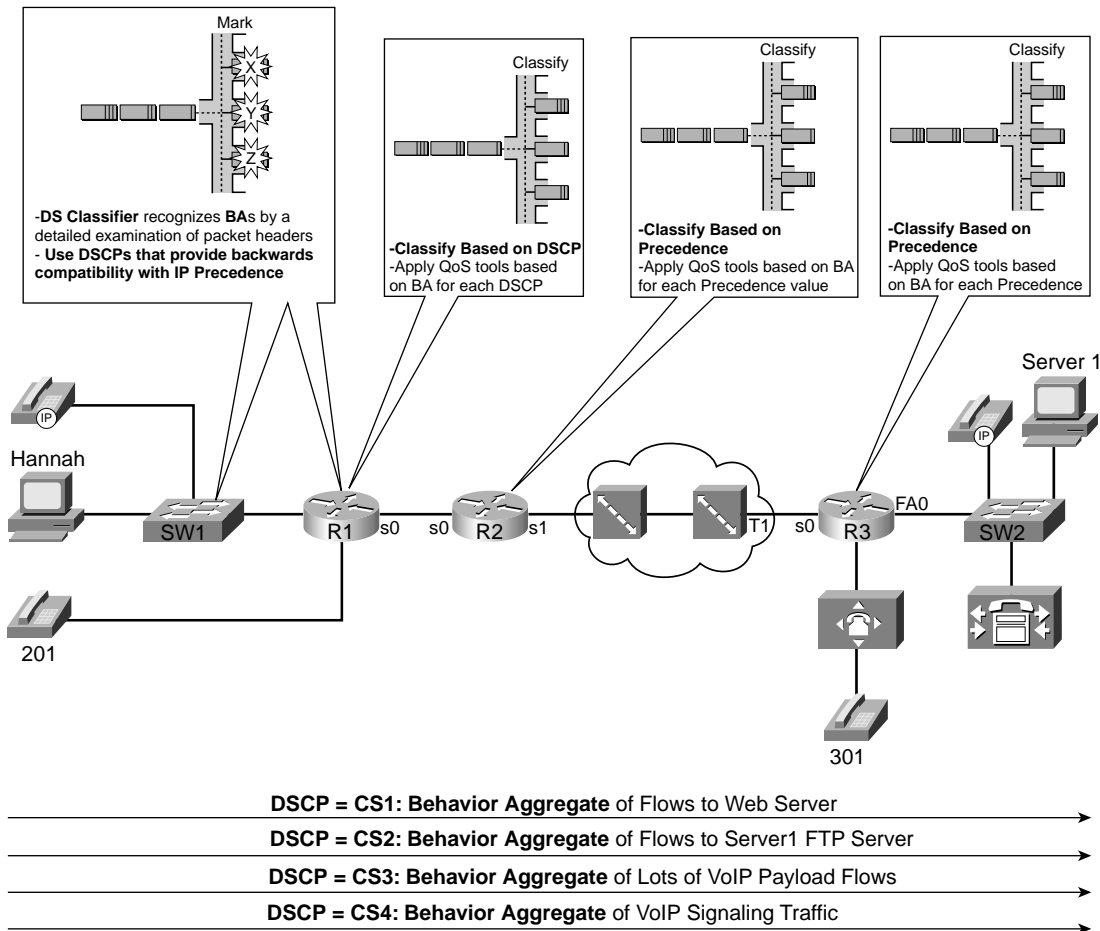 Mark
X
Y
Z
-DS Classifier recognizes BAs by a
detailed examination of packet headers
- Use DSCPs that provide backwards
compatibility with IP Precedence
Classify
-Classify Based on DSCP
-Apply QoS tools based
on BA for each DSCP
Classify
-Classify Based on
Precedence
-Apply QoS tools based on BA
for each Precedence value
Classify
-Classify Based on
Precedence
-Apply QoS tools based
on BA for each Precedence
IP
Hannah
SW1
R1
s0
s0
R2
s1
T1
s0
R3
FA0
SW2
IP
Server 1
201
301
DSCP = CS1: Behavior Aggregate of Flows to Web Server
DSCP = CS2: Behavior Aggregate of Flows to Server1 FTP Server
DSCP = CS3: Behavior Aggregate of Lots of VoIP Payload Flows
DSCP = CS4: Behavior Aggregate of VoIP Signaling Traffic